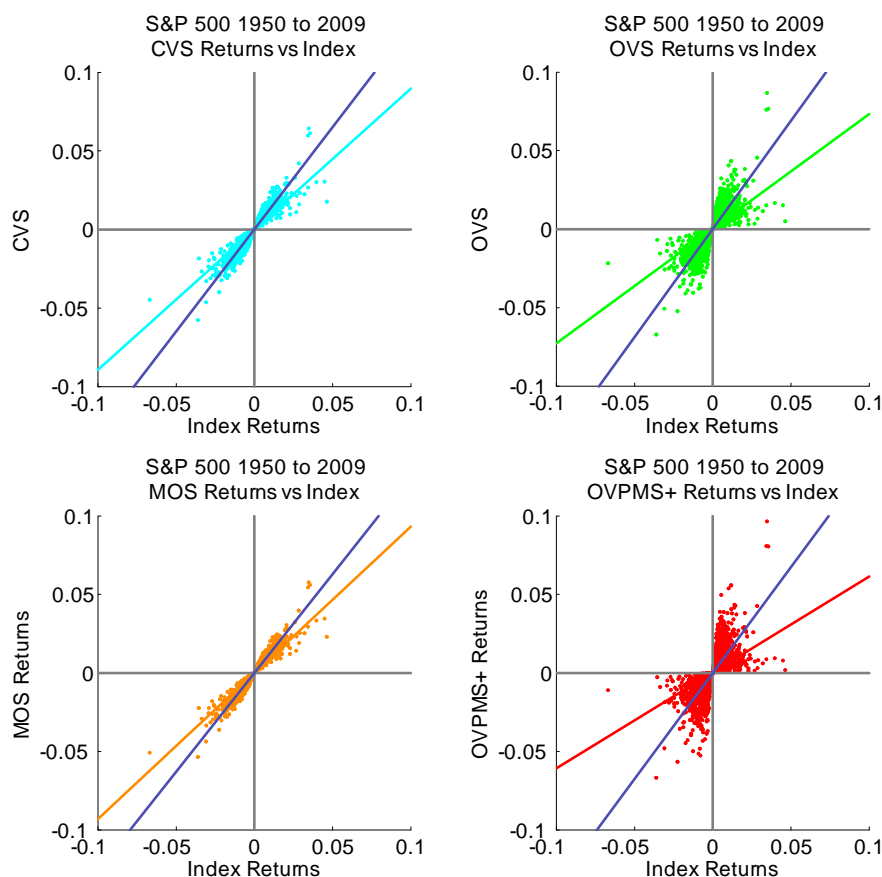 S&P 500 1950 to 2009
CVS Returns vs Index
0.1
0.05
0
-0.05
-0.1
CVS
-0.1
-0.05
0
0.05
0.1
Index Returns
S&P 500 1950 to 2009
OVS Returns vs Index
0.1
0.05
0
-0.05
-0.1
OVS
-0.1
-0.05
0
0.05
0.1
Index Returns
S&P 500 1950 to 2009
MOS Returns vs Index
0.1
0.05
0
-0.05
-0.1
MOS Returns
-0.1
-0.05
0
0.05
0.1
Index Returns
S&P 500 1950 to 2009
OVPMS+ Returns vs Index
0.1
0.05
0
-0.05
-0.1
OVPMS+ Returns
-0.1
-0.05
0
0.05
0.1
Index Returns